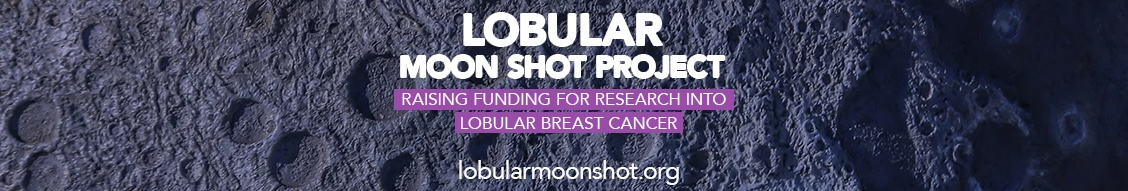 LOBULAR
MOON SHOT PROJECT
RAISING FUNDING FOR RESEARCH INTO
LOBULAR BREAST CANCER
lobularmoonshot.org